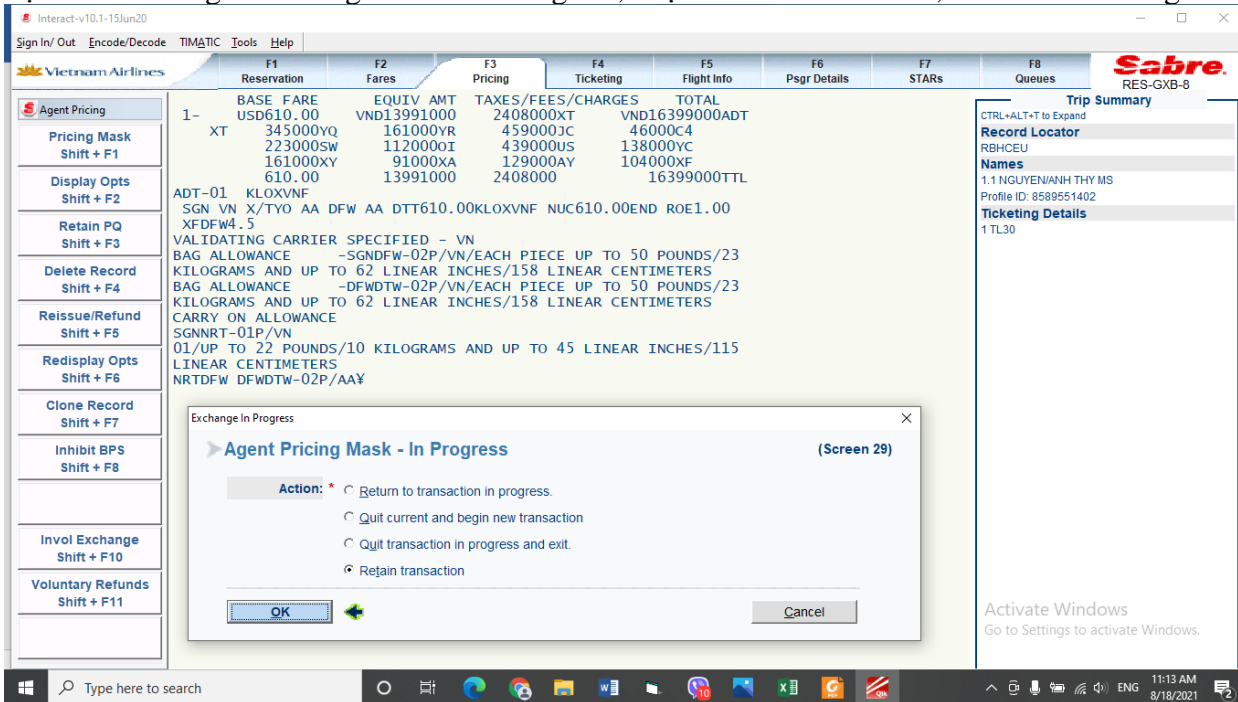 Interact-v10.1-15Jun20
Sign In/ Out Encode/Decode TIMATIC Tools Help
Vietnam Airlines
F1 Reservation
F2 Fares
F3 Pricing
F4 Ticketing
F5 Flight Info
F6 Psgr Details
F7 STARs
F8 Queues
Sabre.
RES-GXB-8
Agent Pricing
Pricing Mask
Shift + F1
Display Opts
Shift + F2
Retain PQ
Shift + F3
Delete Record
Shift + F4
Reissue/Refund
Shift + F5
Redisplay Opts
Shift + F6
Clone Record
Shift + F7
Inhibit BPS
Shift + F8
Invol Exchange
Shift + F10
Voluntary Refunds
Shift + F11
BASE FARE EQUIV AMT TAXES/FEES/CHARGES TOTAL
1- USD610.00 VND13991000 2408000XT VND16399000ADT
XT 345000YQ 161000YR 459000JC 46000C4
223000SW 112000OI 439000US 138000YC
161000XY 91000XA 129000AY 104000XF
610.00 13991000 2408000 16399000TTL
ADT-01 KLOXVNF
SGN VN X/TYO AA DFW AA DTT610.00KLOXVNF NUC610.00END ROE1.00
XFDFW4.5
VALIDATING CARRIER SPECIFIED - VN
BAG ALLOWANCE -SGNDFW-02P/VN/EACH PIECE UP TO 50 POUNDS/23
KILOGRAMS AND UP TO 62 LINEAR INCHES/158 LINEAR CENTIMETERS
BAG ALLOWANCE -DFWDTW-02P/VN/EACH PIECE UP TO 50 POUNDS/23
KILOGRAMS AND UP TO 62 LINEAR INCHES/158 LINEAR CENTIMETERS
CARRY ON ALLOWANCE
SGNNRT-01P/VN
01/UP TO 22 POUNDS/10 KILOGRAMS AND UP TO 45 LINEAR INCHES/115
LINEAR CENTIMETERS
NRTDFW DFWDTW-02P/AA¥
Exchange In Progress
Agent Pricing Mask - In Progress (Screen 29)
Action: * Return to transaction in progress.
Quit current and begin new transaction
Quit transaction in progress and exit.
Retain transaction
OK Cancel
Trip Summary
CTRL+ALT+T to Expand
Record Locator
RBHCEU
Names
1.1 NGUYEN/ANH THY MS
Profile ID: 8589551402
Ticketing Details
1 TL30
Activate Windows
Go to Settings to activate Windows.
Type here to search
10
ENG
11:13 AM
8/18/2021
2